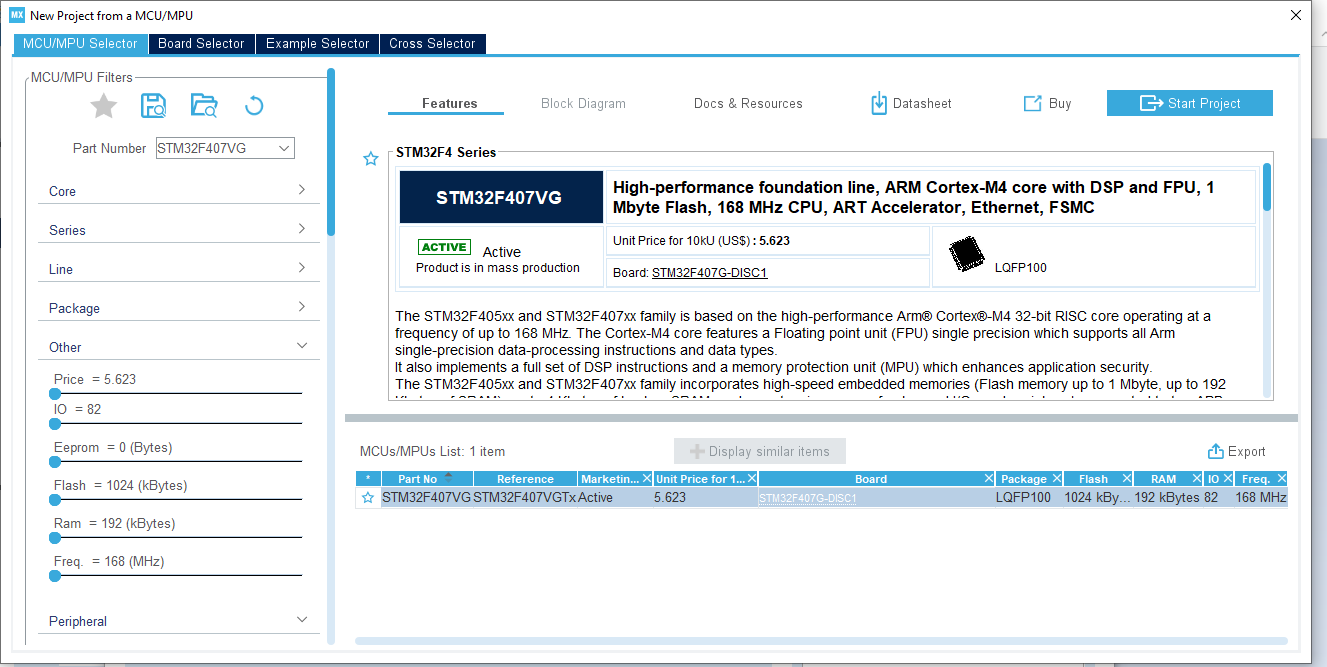 MX New Project from a MCU/MPU
MCU/MPU Selector Board Selector Example Selector Cross Selector
MCU/MPU Filters
Part Number STM32F407VG
Core
Series
Line
Package
Other
Price = 5.623
IO = 82
Eeprom = 0 (Bytes)
Flash = 1024 (kBytes)
Ram = 192 (kBytes)
Freq. = 168 (MHz)
Peripheral
Features Block Diagram Docs & Resources Datasheet Buy Start Project
STM32F4 Series
STM32F407VG
High-performance foundation line, ARM Cortex-M4 core with DSP and FPU, 1
Mbyte Flash, 168 MHz CPU, ART Accelerator, Ethernet, FSMC
ACTIVE Active
Product is in mass production
Unit Price for 10kU (US$) : 5.623
Board: STM32F407G-DISC1
LQFP100
The STM32F405xx and STM32F407xx family is based on the high-performance Arm® Cortex®-M4 32-bit RISC core operating at a
frequency of up to 168 MHz. The Cortex-M4 core features a Floating point unit (FPU) single precision which supports all Arm
single-precision data-processing instructions and data types.
It also implements a full set of DSP instructions and a memory protection unit (MPU) which enhances application security.
The STM32F405xx and STM32F407xx family incorporates high-speed embedded memories (Flash memory up to 1 Mbyte, up to 192
MCUs/MPUs List: 1 item Display similar items Export
* Part No Reference Marketin... Unit Price for 1... Board Package Flash RAM IO Freq.
STM32F407VG STM32F407VGTx Active 5.623 STM32F407G-DISC1 LQFP100 1024 kBy... 192 kBytes 82 168 MHz